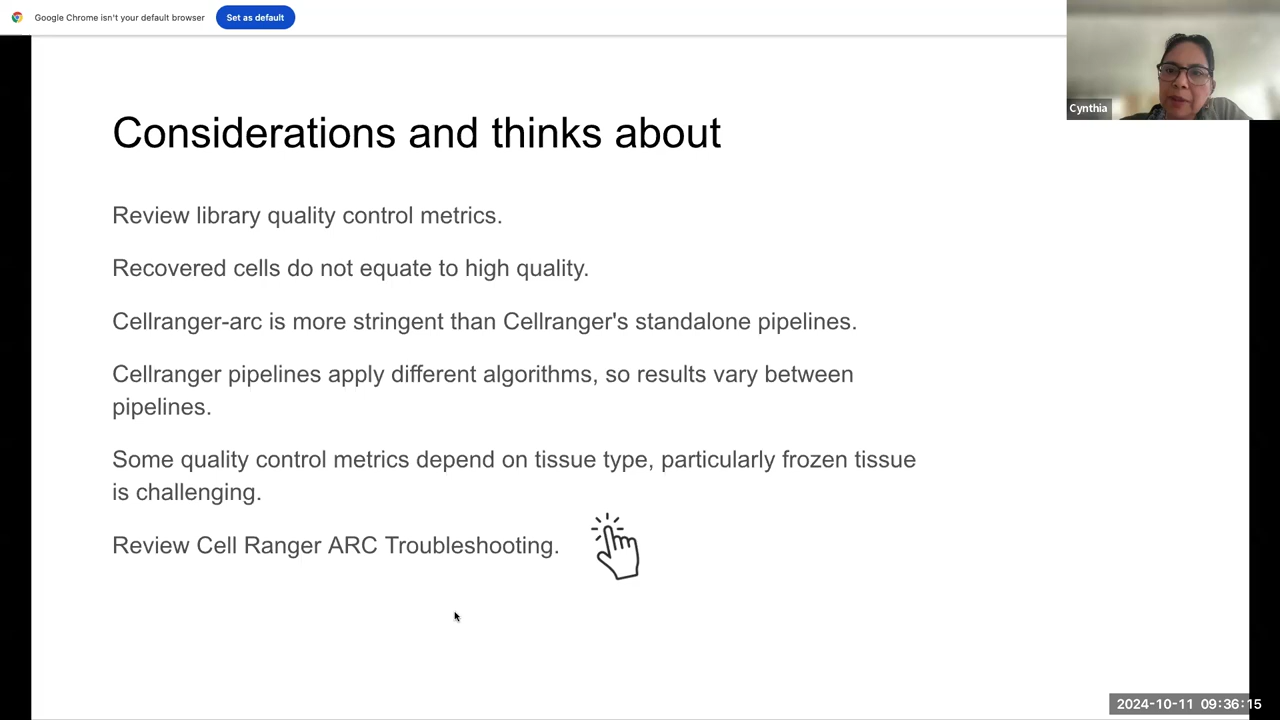 Google Chrome isn't your default browser
Set as default
Cynthia
Considerations and thinks about
Review library quality control metrics.
Recovered cells do not equate to high quality.
Cellranger-arc is more stringent than Cellranger's standalone pipelines.
Cellranger pipelines apply different algorithms, so results vary between
pipelines.
Some quality control metrics depend on tissue type, particularly frozen tissue
is challenging.
Review Cell Ranger ARC Troubleshooting.
2024-10-11 09:36:15